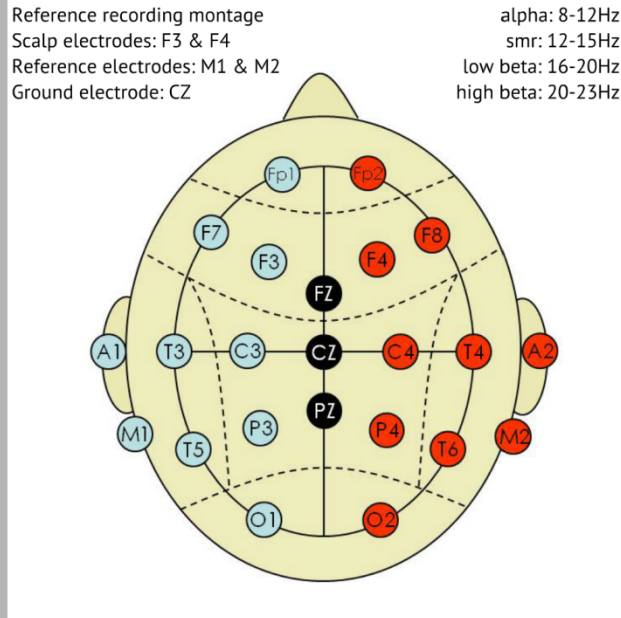 Reference recording montage
Scalp electrodes: F3 & F4
Reference electrodes: M1 & M2
Ground electrode: CZ
alpha: 8-12Hz
smr: 12-15Hz
low beta: 16-20Hz
high beta: 20-23Hz
Fp1 Fp2
F7 F8
F3 F4
FZ
A1 T3 C3 CZ C4 T4 A2
PZ
M1 P3 P4 M2
T5 T6
O1 O2